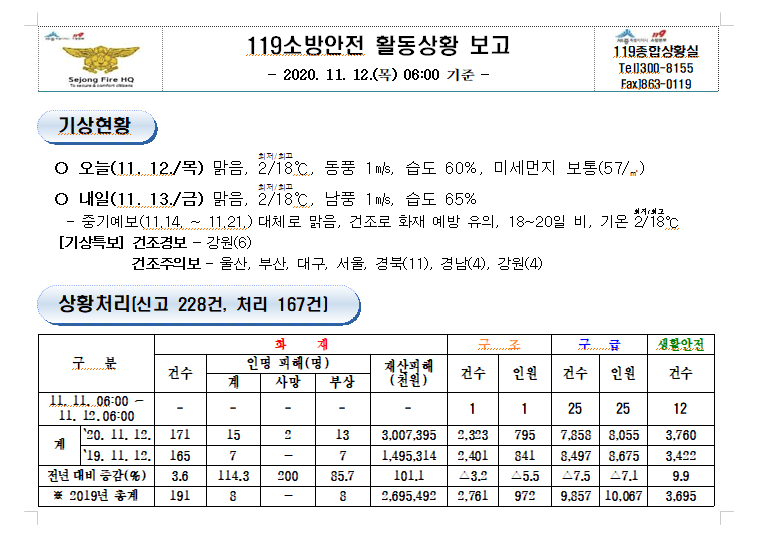 119소방안전 활동상황 보고
- 2020. 11. 12.(목) 06:00 기준 -
Sejong Fire HQ
To secure & comfort citizens
119종합상황실
Tel)300-8155
Fax)863-0119
기상현황
최저/최고
○ 오늘(11. 12./목) 맑음, 2/18℃, 동풍 1㎧, 습도 60%, 미세먼지 보통(57/㎥)
최저/최고
○ 내일(11. 13./금) 맑음, 2/18℃, 남풍 1㎧, 습도 65%
최저/최고
- 중기예보(11.14. ~ 11.21.) 대체로 맑음, 건조로 화재 예방 유의, 18~20일 비, 기온 2/18℃
[기상특보] 건조경보 - 강원(6)
건조주의보 - 울산, 부산, 대구, 서울, 경북(11), 경남(4), 강원(4)
상황처리(신고 228건, 처리 167건)
구 분 화 재 구 조 구 급 생활안전
건수 인명 피해(명) 재산피해(천원) 건수 인원 건수 인원 건수
계 사망 부상
11. 11. 06:00 ~ 11. 12. 06:00 - - - - - 1 1 25 25 12
계 '20. 11. 12. 171 15 2 13 3,007,395 2,323 795 7,858 8,055 3,760
'19. 11. 12. 165 7 - 7 1,495,314 2,401 841 8,497 8,675 3,422
전년 대비 증감(%) 3.6 114.3 200 85.7 101.1 △3.2 △5.5 △7.5 △7.1 9.9
※ 2019년 총계 191 8 - 8 2,695,492 2,761 972 9,857 10,067 3,695